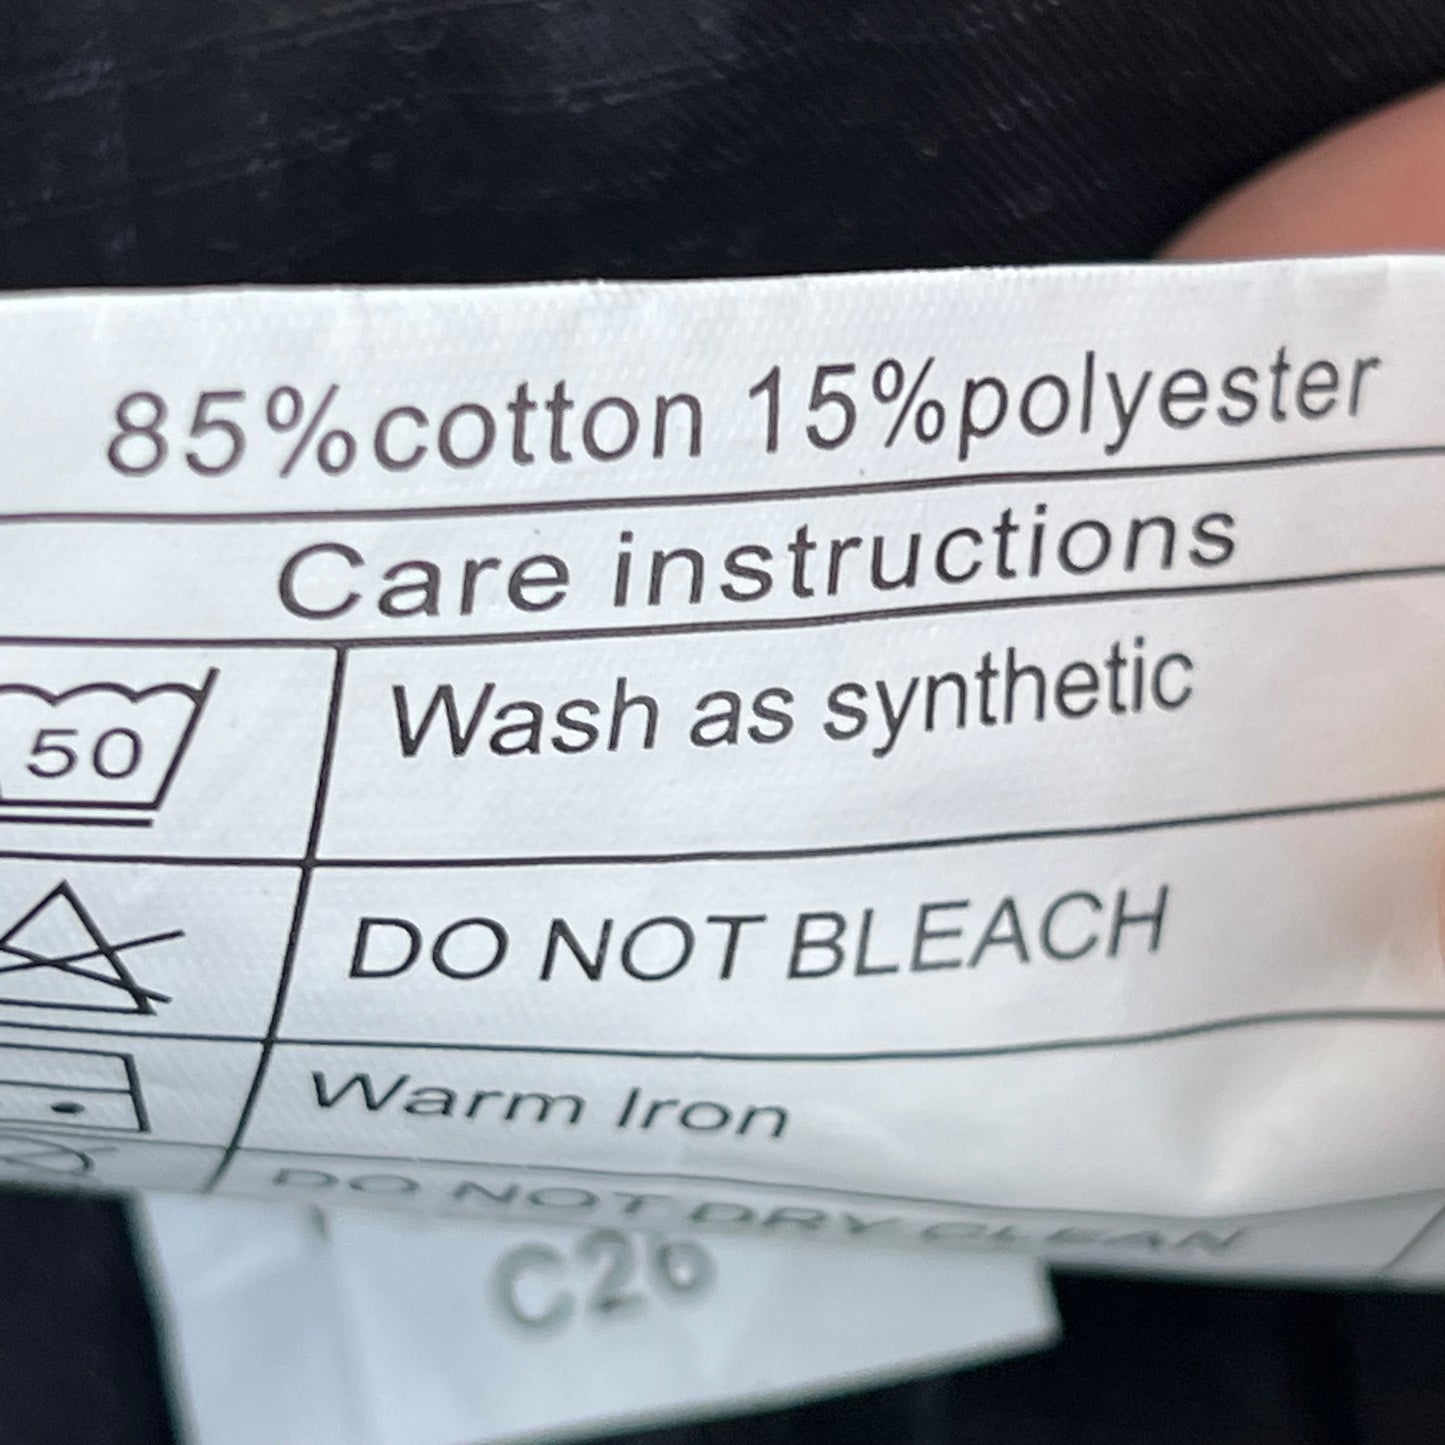 85%cotton 15%polyester
Care instructions
50
Wash as synthetic
DO NOT BLEACH
Warm Iron
DO NOT DRY CLEAN
C26